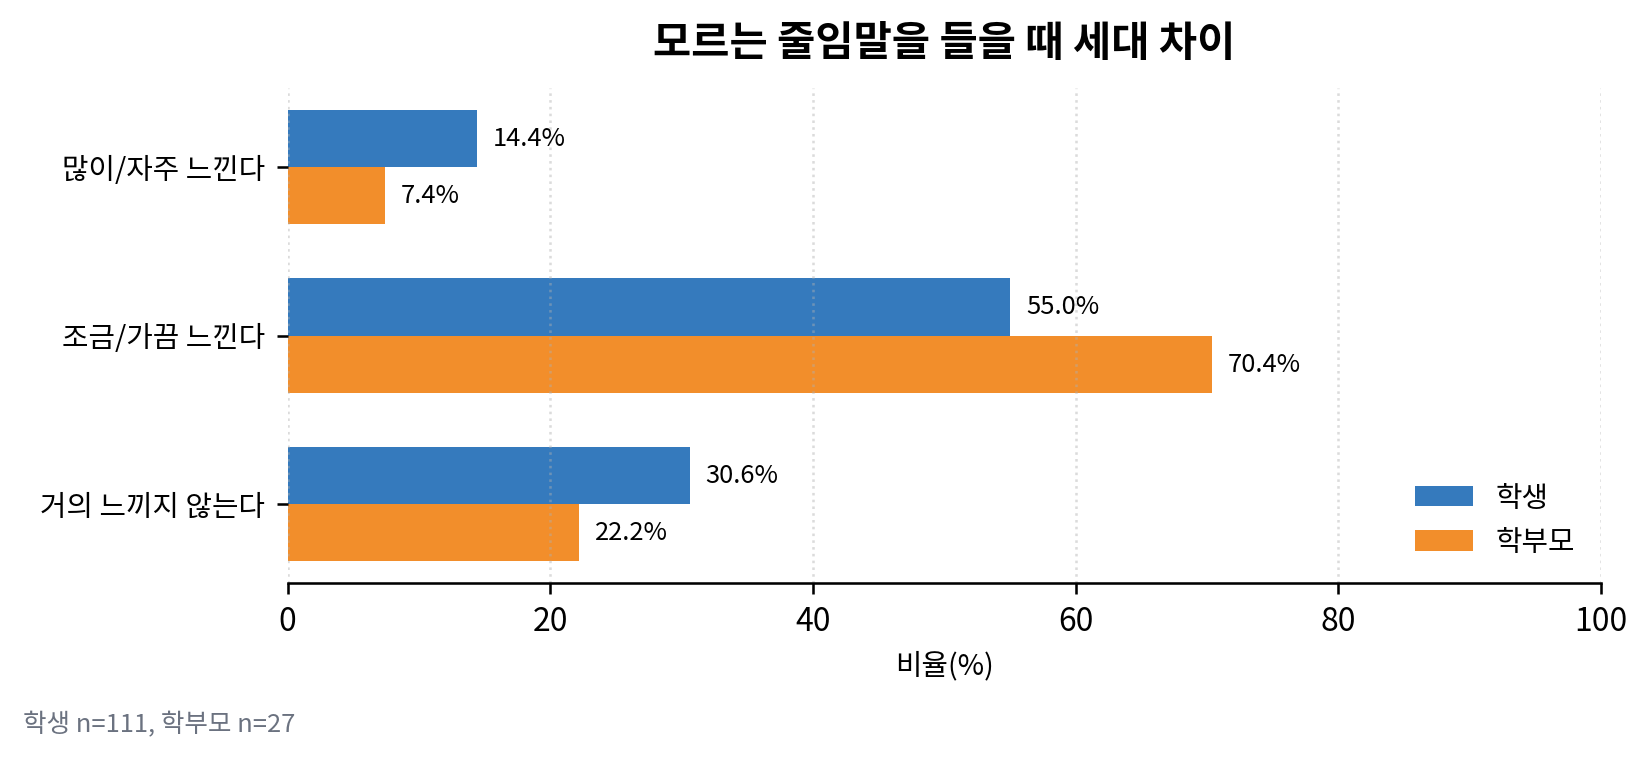 모르는 줄임말을 들을 때 세대 차이
많이/자주 느낀다
14.4%
7.4%
조금/가끔 느낀다
55.0%
70.4%
거의 느끼지 않는다
30.6%
22.2%
학생
학부모
0 20 40 60 80 100
비율(%)
학생 n=111, 학부모 n=27